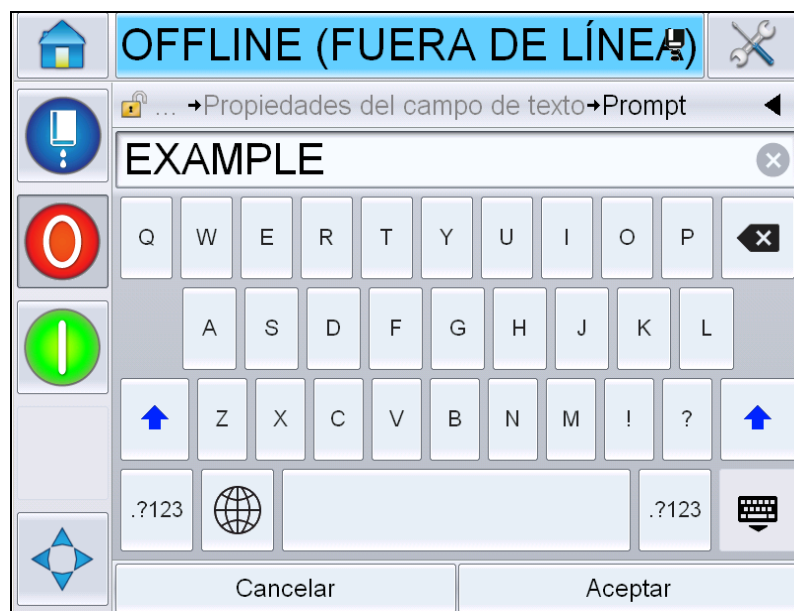 OFFLINE (FUERA DE LÍNEA)
... →Propiedades del campo de texto→Prompt
EXAMPLE
Q W E R T Y U I O P
A S D F G H J K L
Z X C V B N M ! ?
.?123 .?123
Cancelar Aceptar